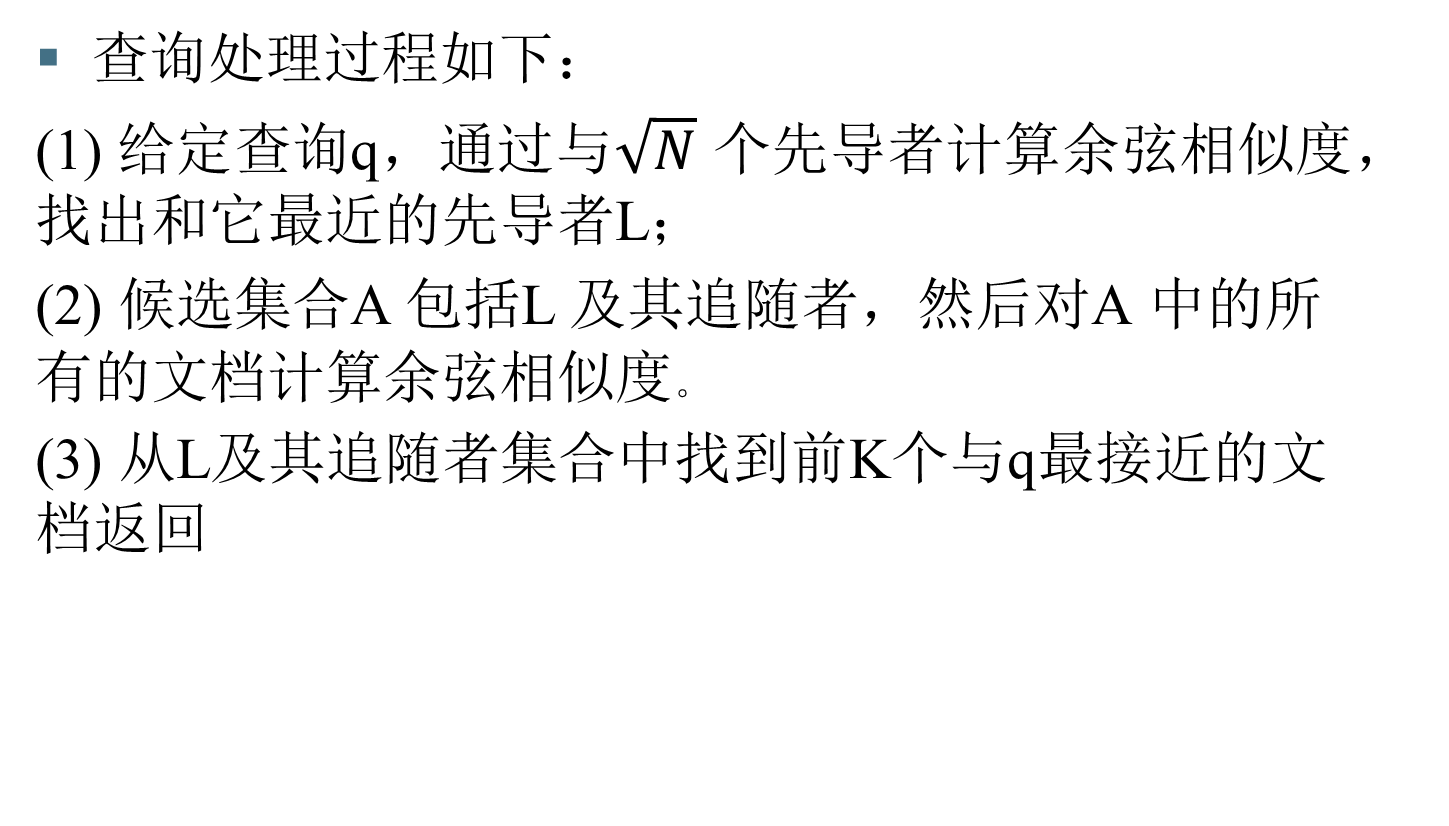 ▪ 查询处理过程如下：
(1) 给定查询q，通过与√N 个先导者计算余弦相似度，
找出和它最近的先导者L；
(2) 候选集合A 包括L 及其追随者，然后对A 中的所
有的文档计算余弦相似度。
(3) 从L及其追随者集合中找到前K个与q最接近的文
档返回